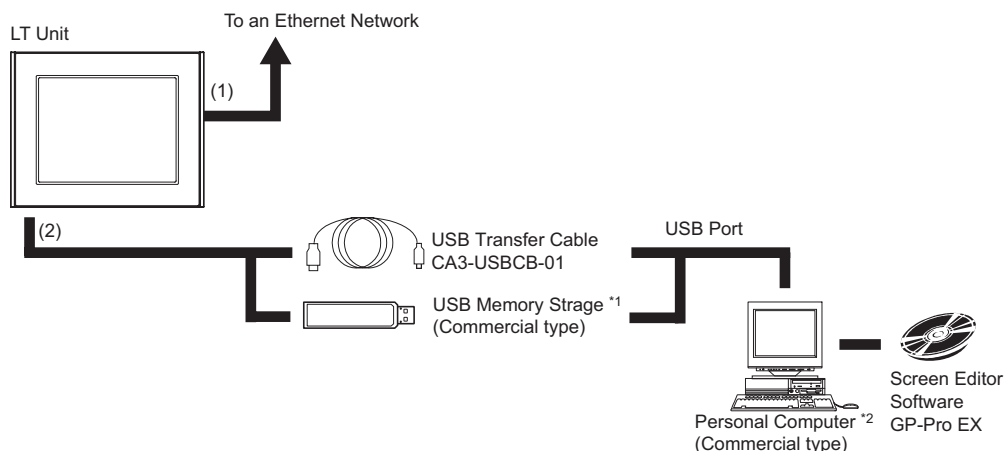 To an Ethernet Network
LT Unit
(1)
(2)
USB Transfer Cable
CA3-USBCB-01
USB Port
USB Memory Strage *1
(Commercial type)
Personal Computer *2
(Commercial type)
Screen Editor
Software
GP-Pro EX